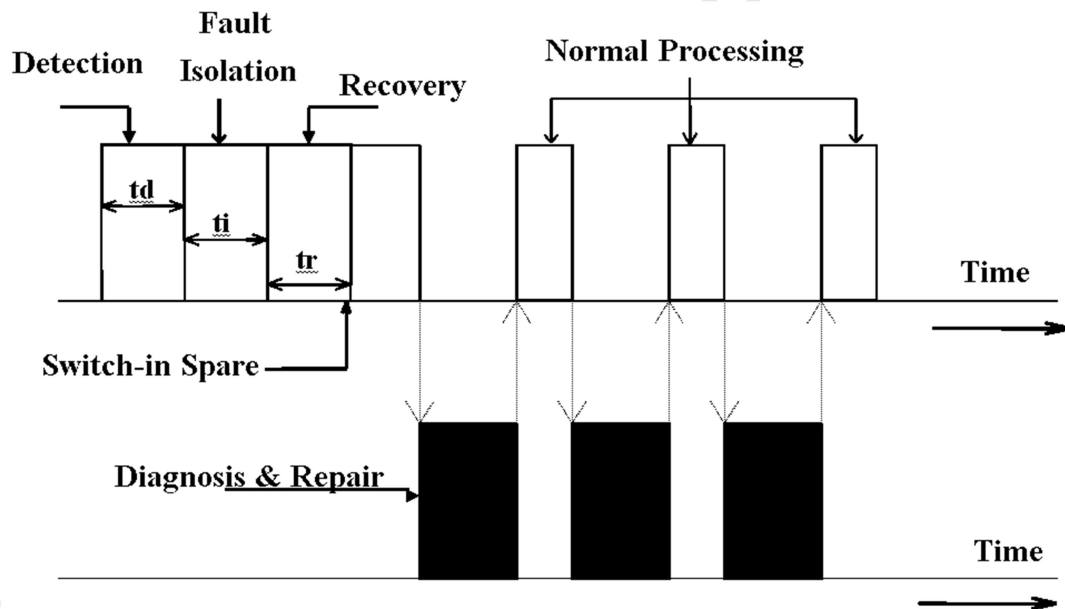 Fault
Isolation
Detection
Recovery
Normal Processing
td
ti
tr
Time
Switch-in Spare
Diagnosis & Repair
Time